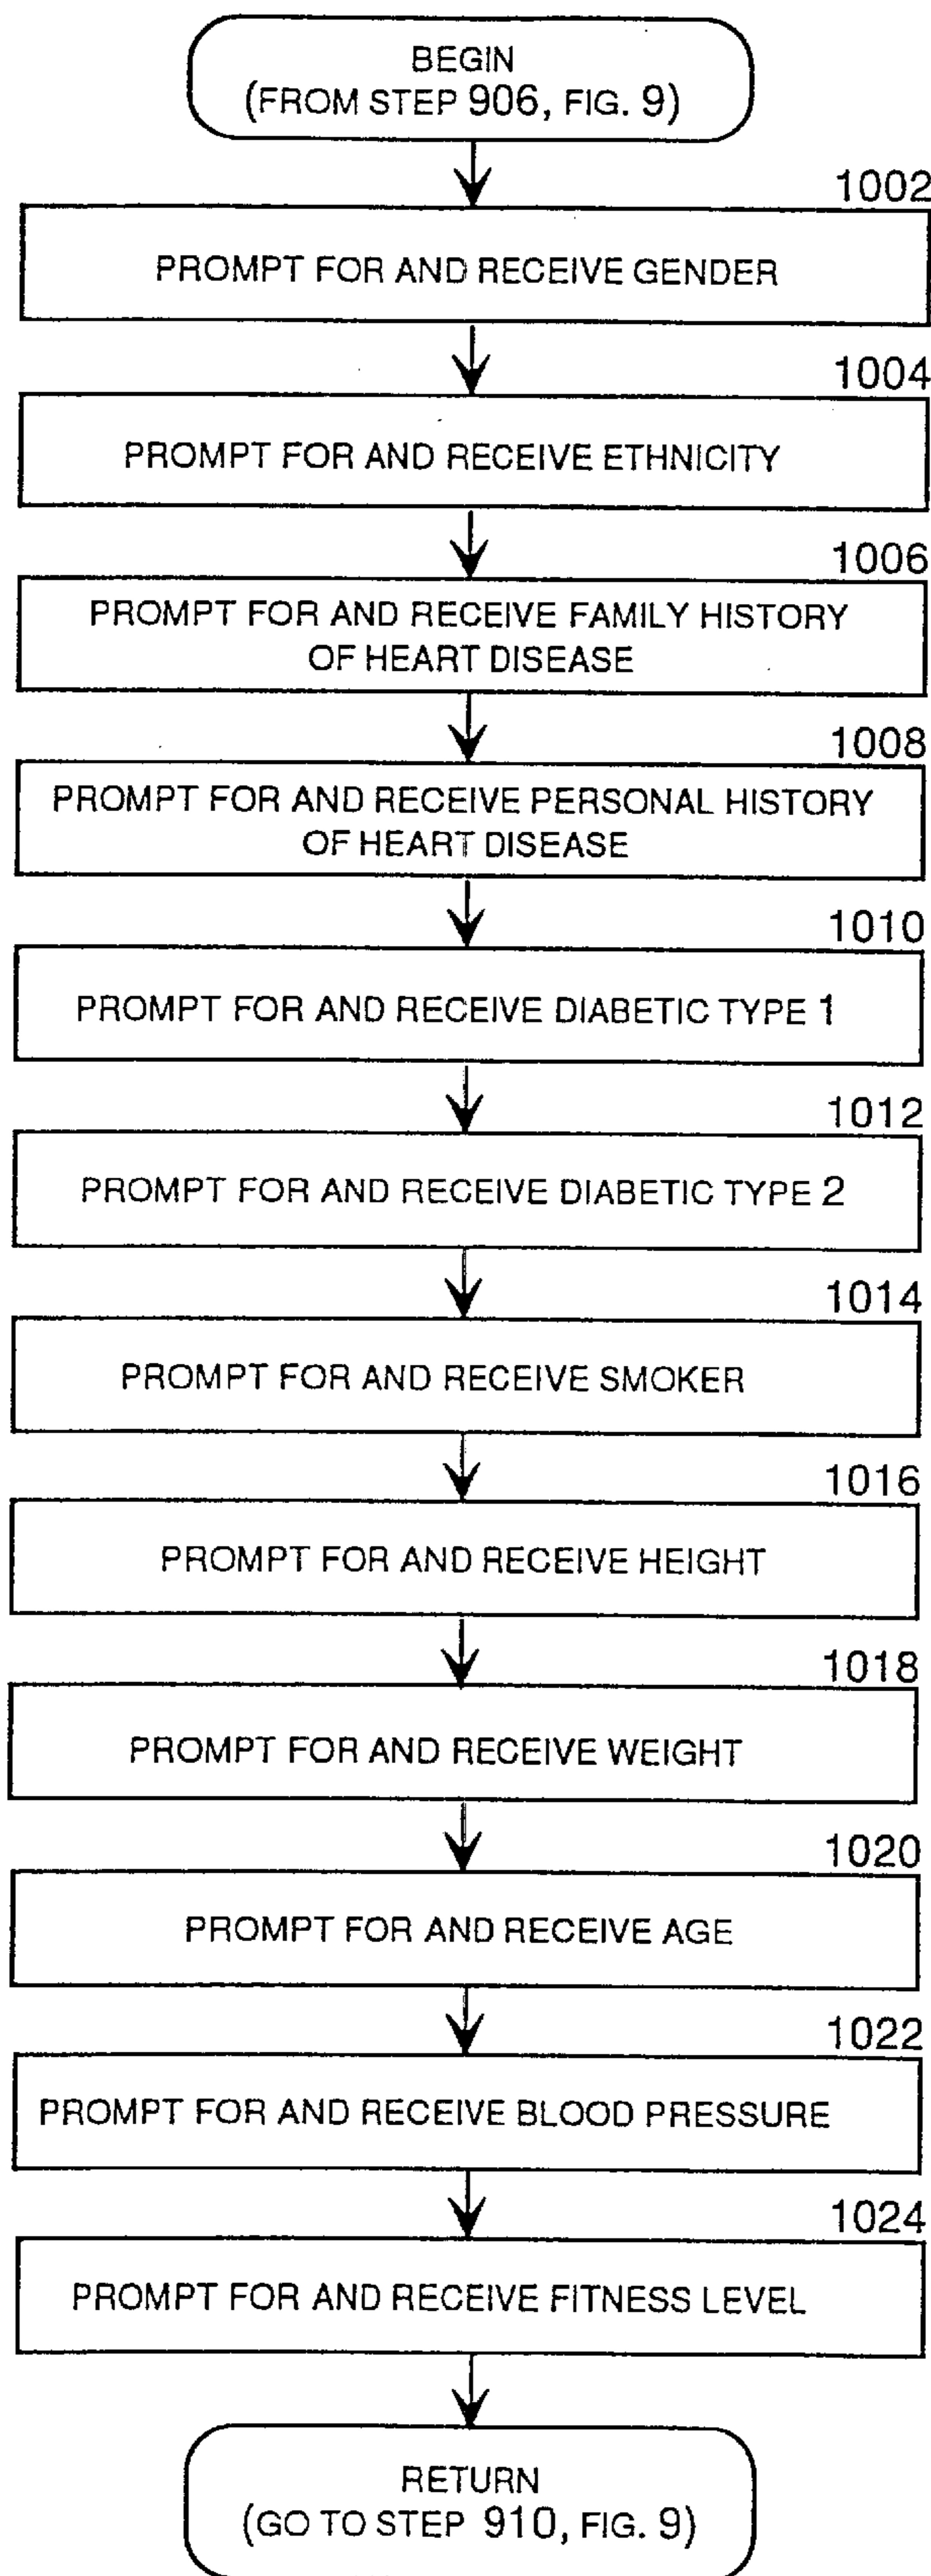 BEGIN
(FROM STEP 906, FIG. 9)
1002
PROMPT FOR AND RECEIVE GENDER
1004
PROMPT FOR AND RECEIVE ETHNICITY
1006
PROMPT FOR AND RECEIVE FAMILY HISTORY
OF HEART DISEASE
1008
PROMPT FOR AND RECEIVE PERSONAL HISTORY
OF HEART DISEASE
1010
PROMPT FOR AND RECEIVE DIABETIC TYPE 1
1012
PROMPT FOR AND RECEIVE DIABETIC TYPE 2
1014
PROMPT FOR AND RECEIVE SMOKER
1016
PROMPT FOR AND RECEIVE HEIGHT
1018
PROMPT FOR AND RECEIVE WEIGHT
1020
PROMPT FOR AND RECEIVE AGE
1022
PROMPT FOR AND RECEIVE BLOOD PRESSURE
1024
PROMPT FOR AND RECEIVE FITNESS LEVEL
RETURN
(GO TO STEP 910, FIG. 9)